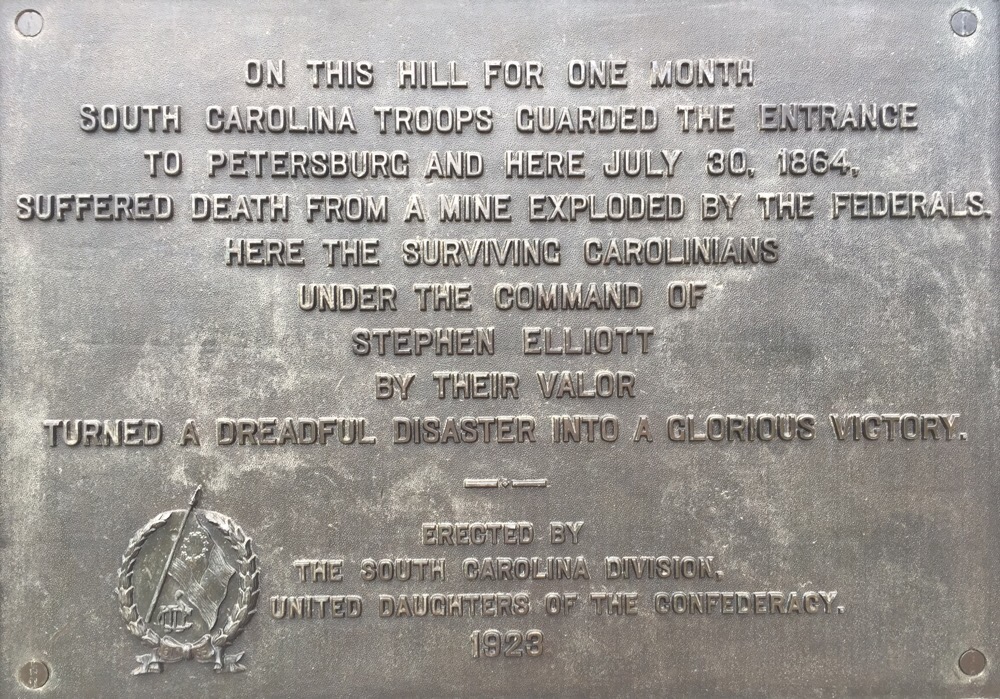 ON THIS HILL FOR ONE MONTH
SOUTH CAROLINA TROOPS GUARDED THE ENTRANCE
TO PETERSBURG AND HERE JULY 30, 1864,
SUFFERED DEATH FROM A MINE EXPLODED BY THE FEDERALS.
HERE THE SURVIVING CAROLINIANS
UNDER THE COMMAND OF
STEPHEN ELLIOTT
BY THEIR VALOR
TURNED A DREADFUL DISASTER INTO A GLORIOUS VICTORY.
ERECTED BY
THE SOUTH CAROLINA DIVISION,
UNITED DAUGHTERS OF THE CONFEDERACY.
1923